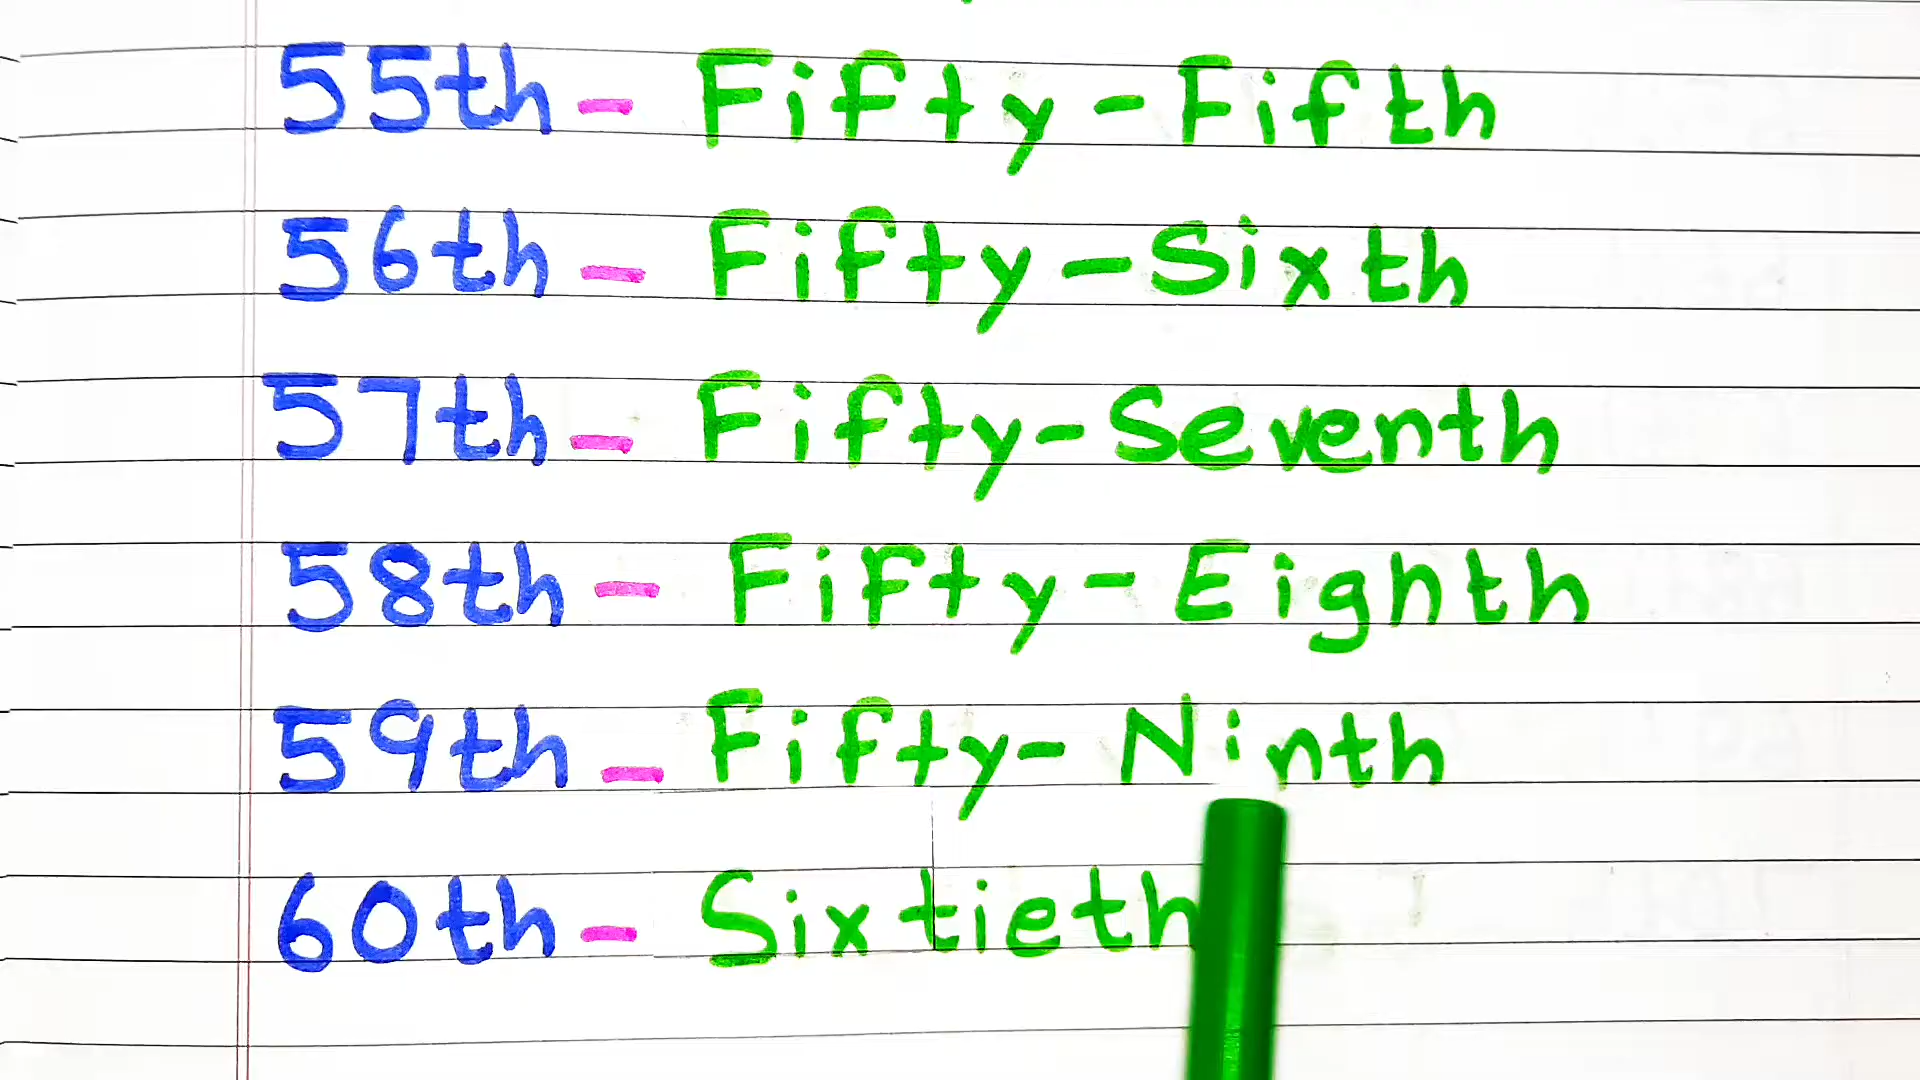 55th - Fifty-Fifth
56th - Fifty-Sixth
57th - Fifty-Seventh
58th - Fifty-Eighth
59th - Fifty-Ninth
60th - Sixtieth